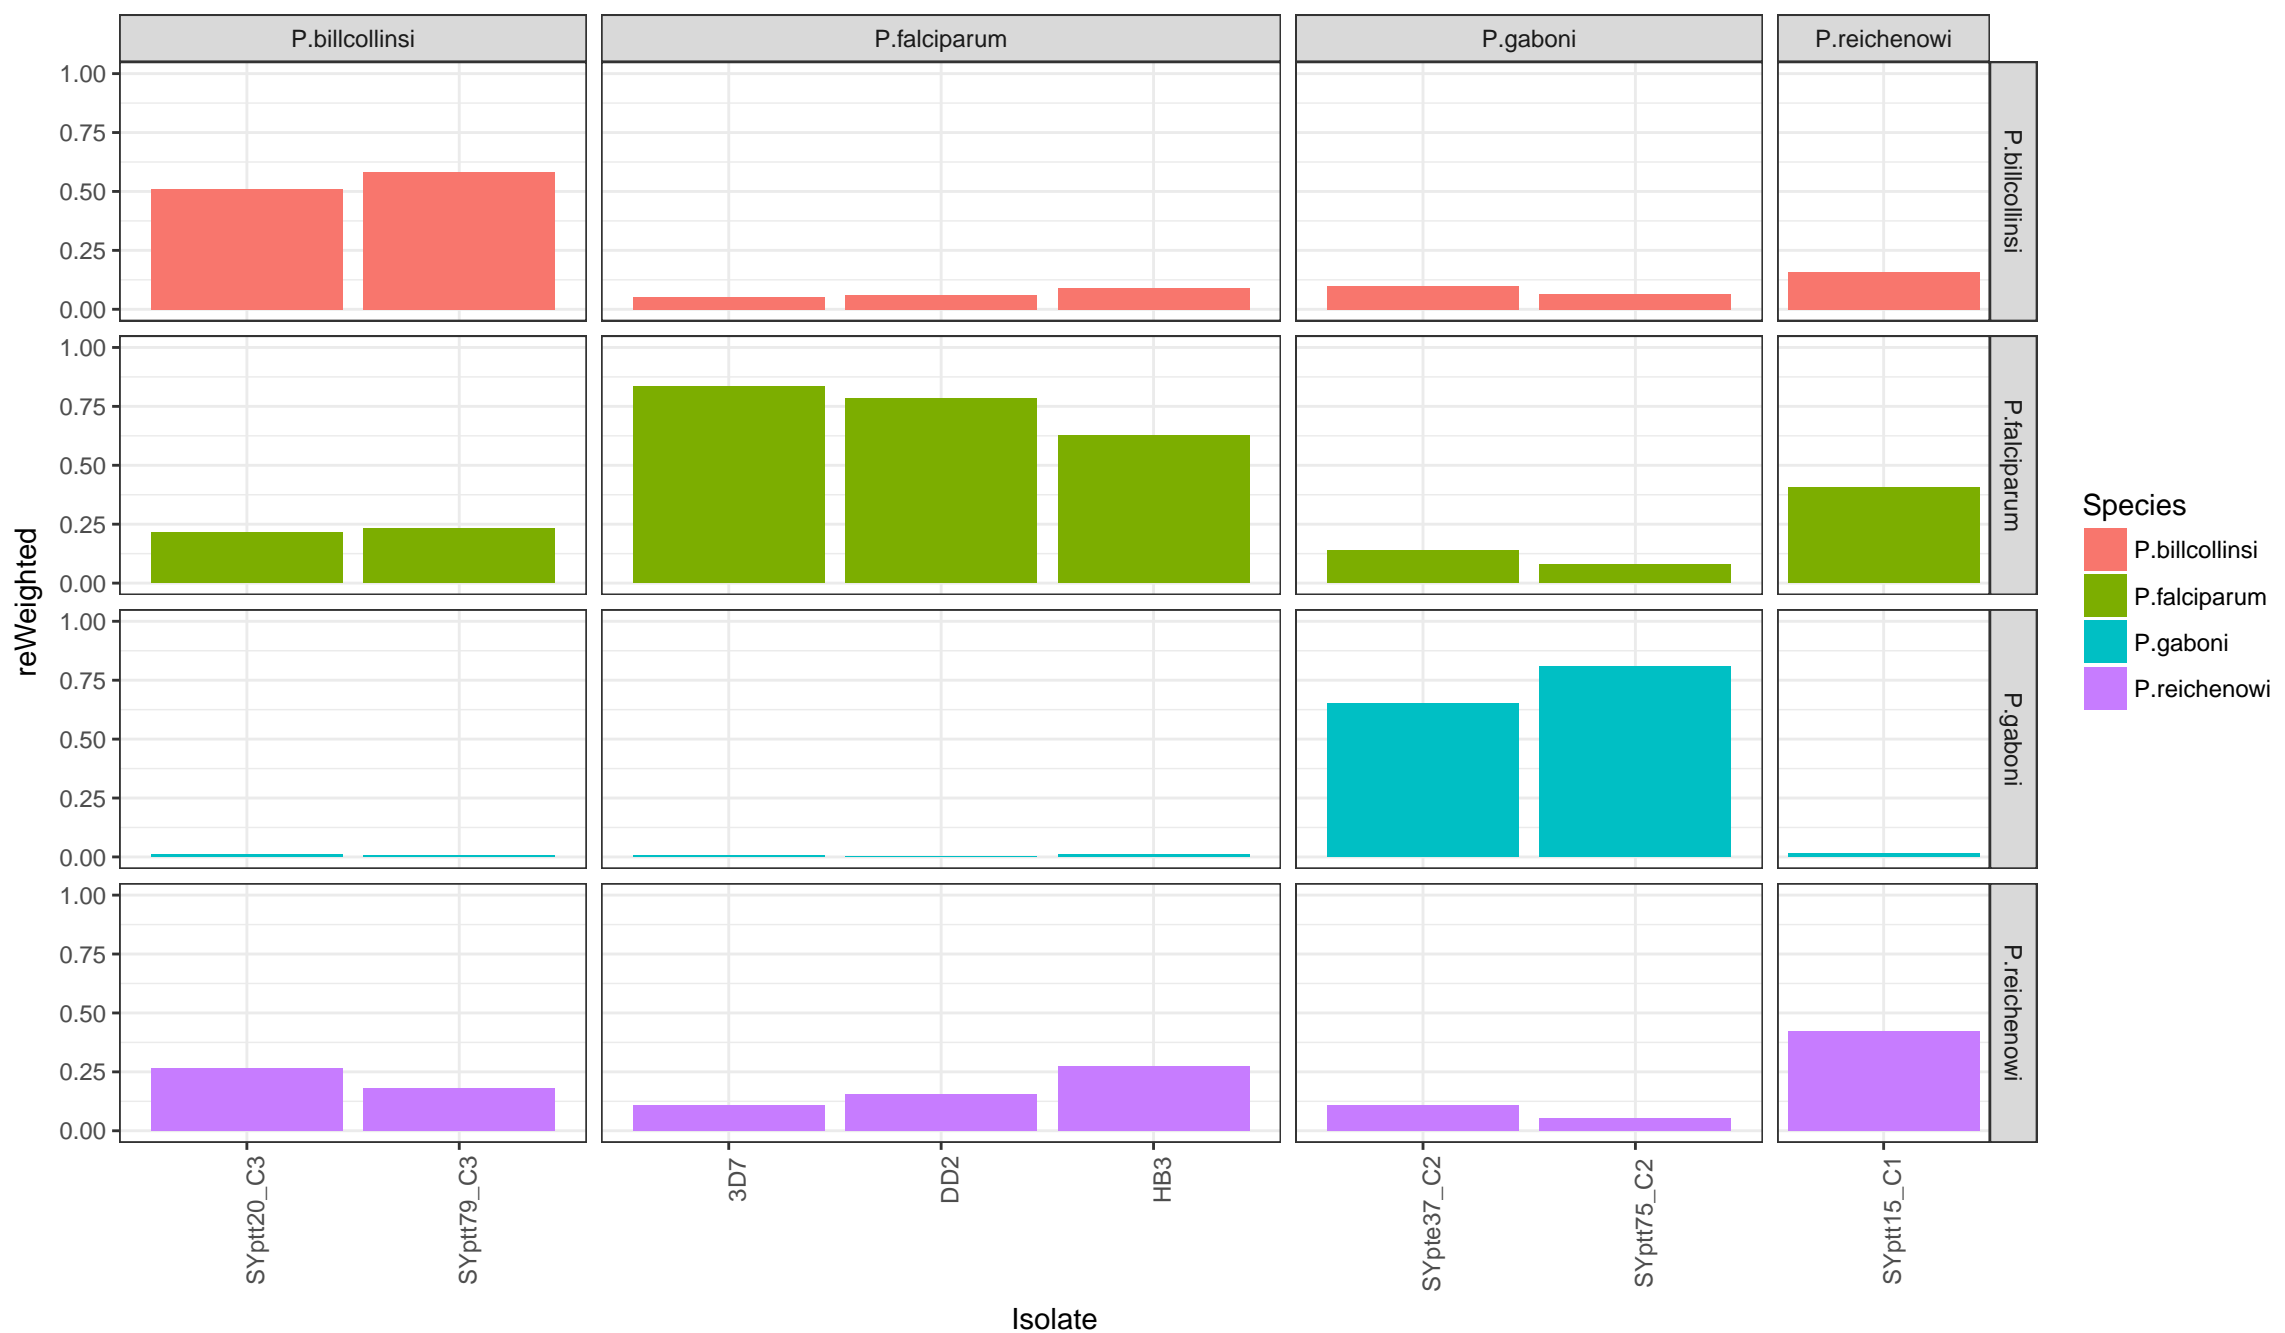 P.billcollinsi
P.falciparum
P.gaboni
P.reichenowi
1.00
0.75
0.50
0.25
0.00
P.billcollinsi
1.00
0.75
0.50
0.25
0.00
P.falciparum
1.00
0.75
0.50
0.25
0.00
P.gaboni
1.00
0.75
0.50
0.25
0.00
P.reichenowi
reWeighted
SYptt20_C3
SYptt79_C3
3D7
DD2
HB3
SYpte37_C2
SYptt75_C2
SYptt15_C1
Isolate
Species
P.billcollinsi
P.falciparum
P.gaboni
P.reichenowi